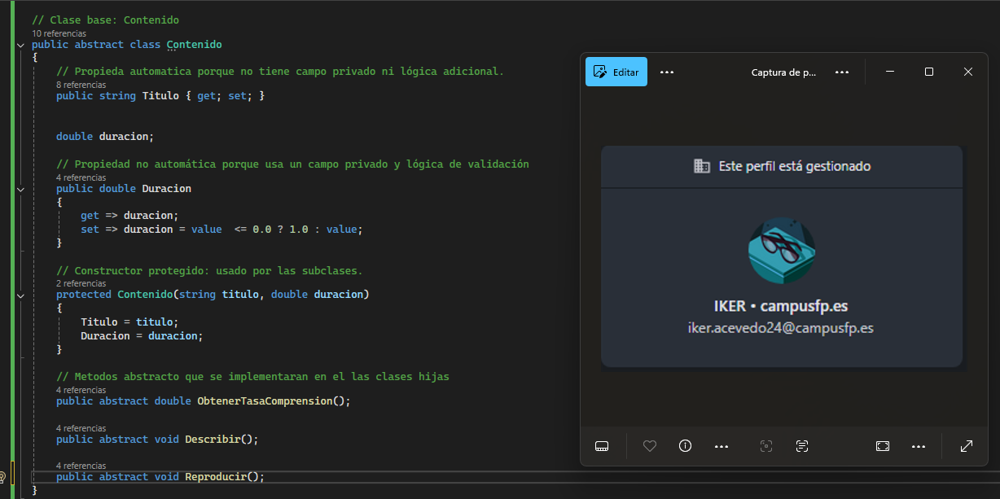 // Clase base: Contenido
10 referencias
public abstract class Contenido
{
// Propieda automatica porque no tiene campo privado ni lógica adicional.
8 referencias
public string Titulo { get; set; }
double duracion;
// Propiedad no automática porque usa un campo privado y lógica de validación
4 referencias
public double Duracion
{
get => duracion;
set => duracion = value  <= 0.0 ? 1.0 : value;
}
// Constructor protegido: usado por las subclases.
2 referencias
protected Contenido(string titulo, double duracion)
{
Titulo = titulo;
Duracion = duracion;
}
// Metodos abstracto que se implementaran en el las clases hijas
4 referencias
public abstract double ObtenerTasaComprension();
4 referencias
public abstract void Describir();
4 referencias
public abstract void Reproducir();
}
Editar
Captura de p...
Este perfil está gestionado
IKER • campusfp.es
iker.acevedo24@campusfp.es